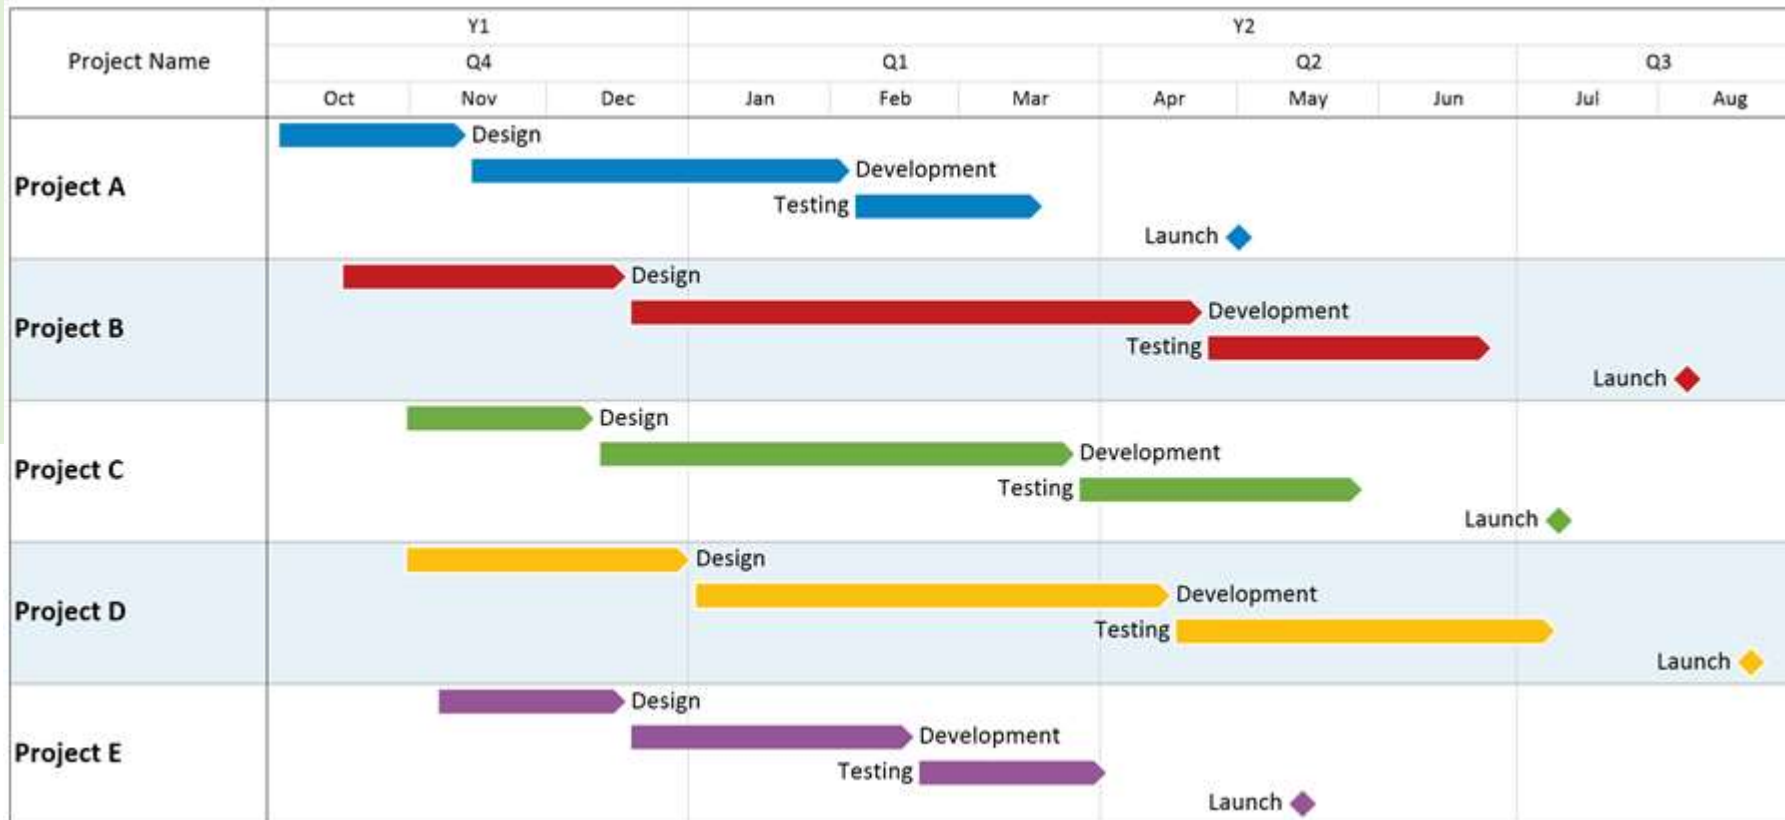 Project Name
Y1 Y2
Q4 Q1 Q2 Q3
Oct Nov Dec Jan Feb Mar Apr May Jun Jul Aug
Project A
Design
Development
Testing
Launch
Project B
Design
Development
Testing
Launch
Project C
Design
Development
Testing
Launch
Project D
Design
Development
Testing
Launch
Project E
Design
Development
Testing
Launch